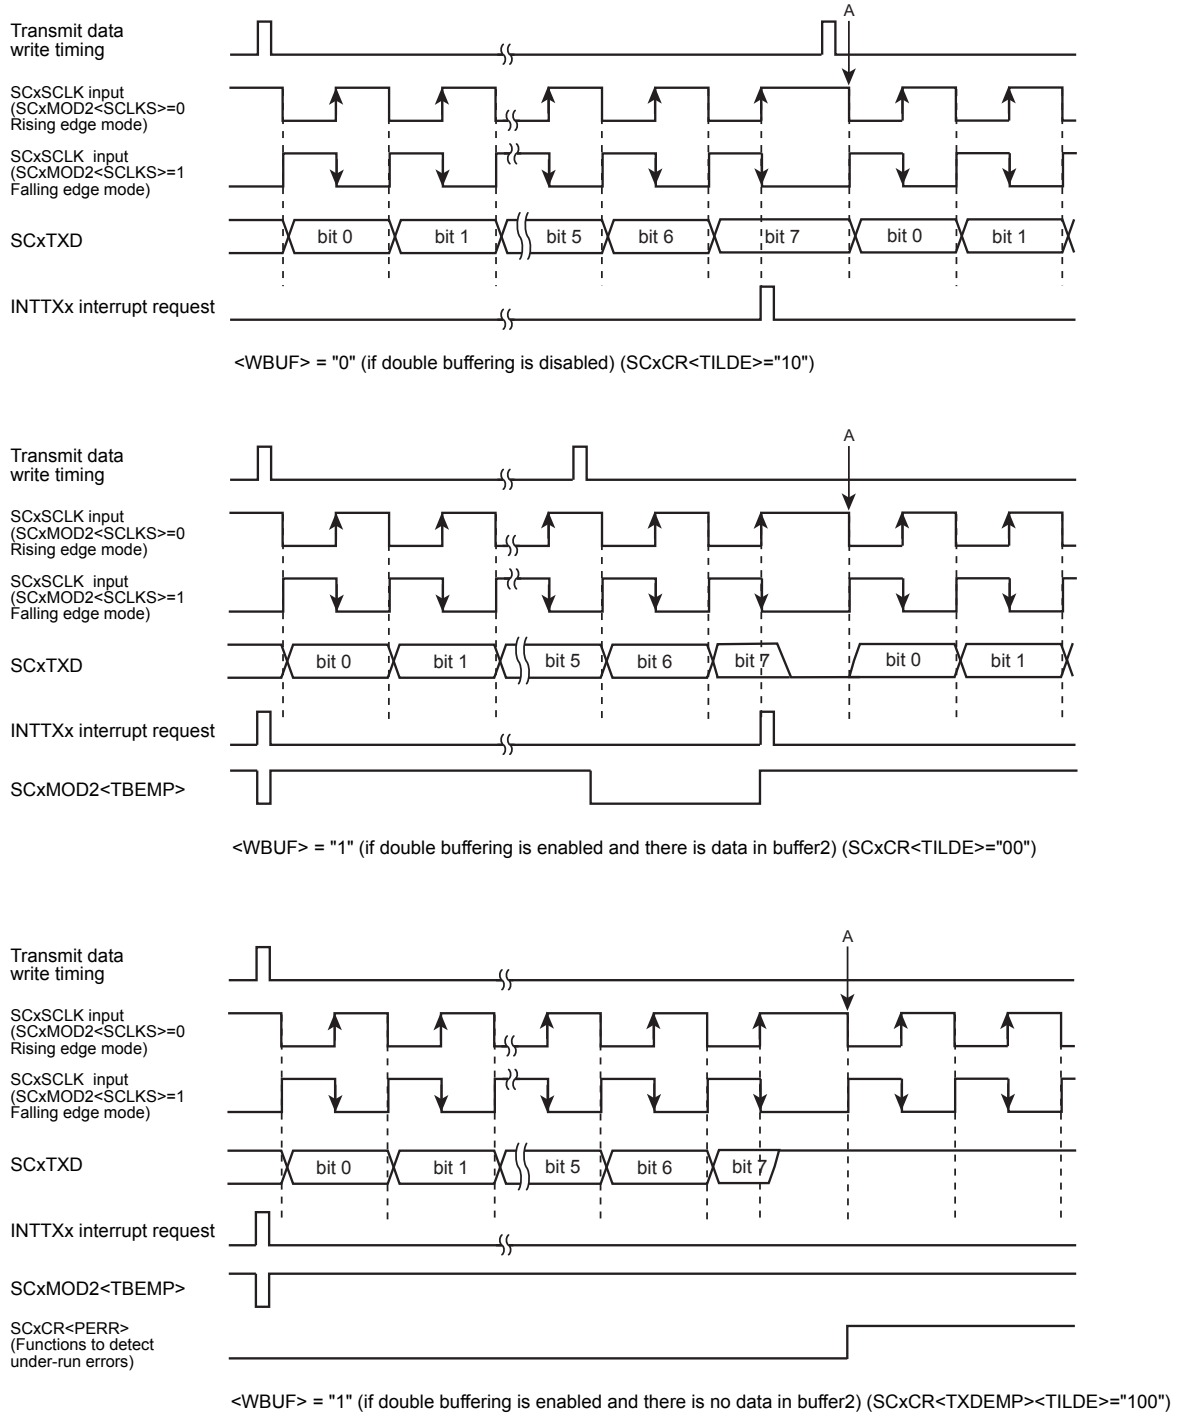 A
Transmit data
write timing
SCxSCLK input
(SCxMOD2<SCLKS>=0
Rising edge mode)
SCxSCLK input
(SCxMOD2<SCLKS>=1
Falling edge mode)
SCxTXD
bit 0 bit 1 bit 5 bit 6 bit 7 bit 0 bit 1
INTTXx interrupt request
<WBUF> = "0" (if double buffering is disabled) (SCxCR<TILDE>="10")
A
Transmit data
write timing
SCxSCLK input
(SCxMOD2<SCLKS>=0
Rising edge mode)
SCxSCLK input
(SCxMOD2<SCLKS>=1
Falling edge mode)
SCxTXD
bit 0 bit 1 bit 5 bit 6 bit 7 bit 0 bit 1
INTTXx interrupt request
SCxMOD2<TBEMP>
<WBUF> = "1" (if double buffering is enabled and there is data in buffer2) (SCxCR<TILDE>="00")
A
Transmit data
write timing
SCxSCLK input
(SCxMOD2<SCLKS>=0
Rising edge mode)
SCxSCLK input
(SCxMOD2<SCLKS>=1
Falling edge mode)
SCxTXD
bit 0 bit 1 bit 5 bit 6 bit 7
INTTXx interrupt request
SCxMOD2<TBEMP>
SCxCR<PERR>
(Functions to detect
under-run errors)
<WBUF> = "1" (if double buffering is enabled and there is no data in buffer2) (SCxCR<TXDEMP><TILDE>="100")